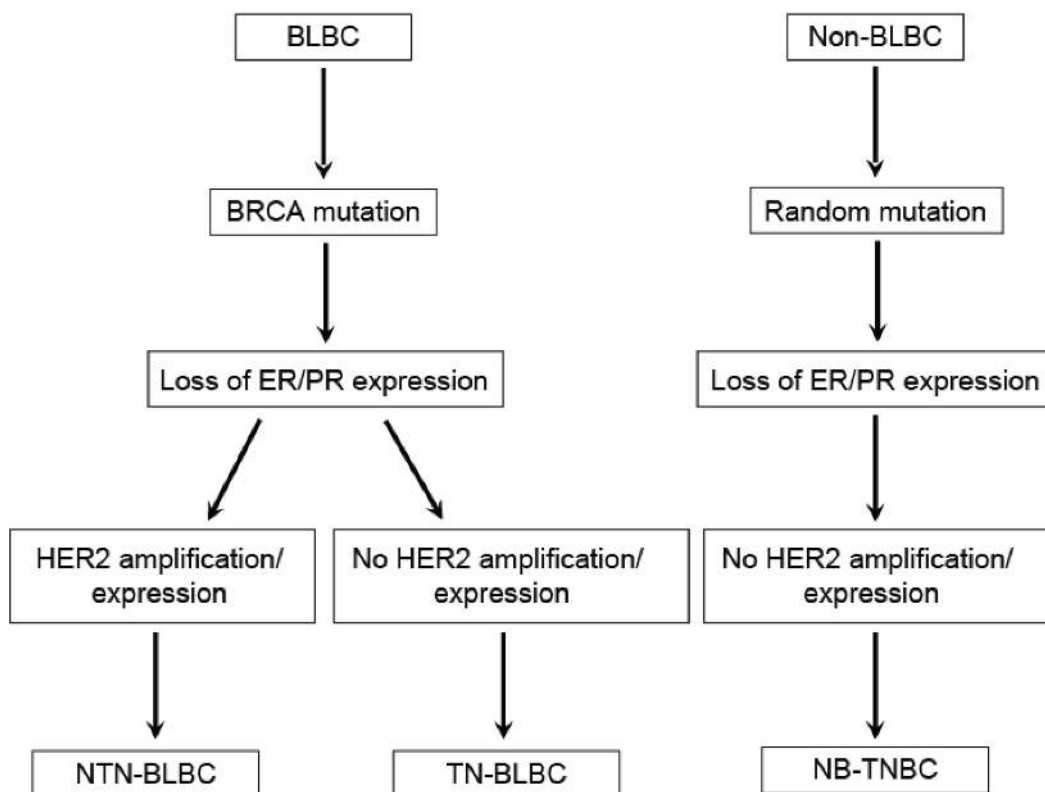 BLBC
Non-BLBC
BRCA mutation
Random mutation
Loss of ER/PR expression
Loss of ER/PR expression
HER2 amplification/
expression
No HER2 amplification/
expression
No HER2 amplification/
expression
NTN-BLBC
TN-BLBC
NB-TNBC